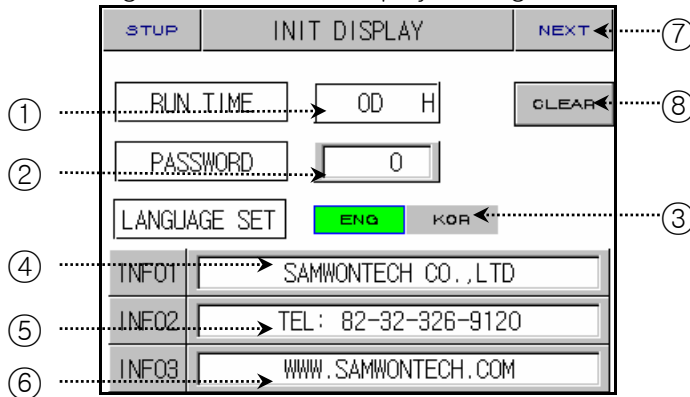 STUP INIT DISPLAY NEXT ⑦
① RUN TIME 0D H CLEAR ⑧
② PASSWORD 0
LANGUAGE SET ENG KOR ③
④ INFO1 SAMWONTECH CO.,LTD
⑤ INFO2 TEL: 82-32-326-9120
⑥ INFO3 WWW.SAMWONTECH.COM